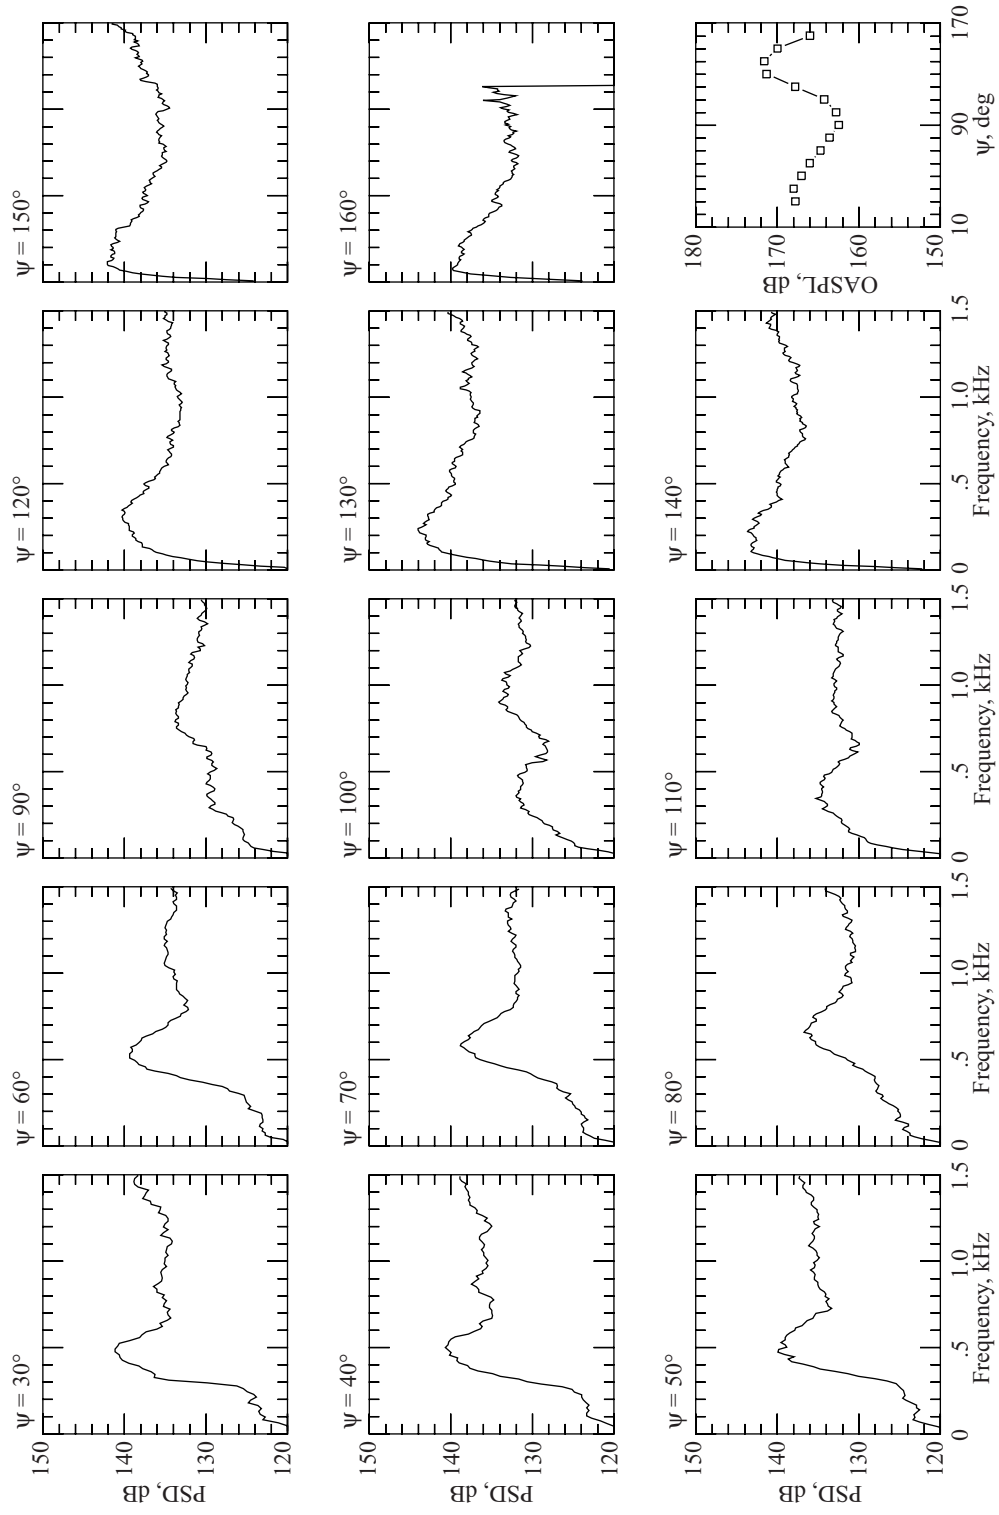 ψ = 30°
ψ = 60°
ψ = 90°
ψ = 120°
ψ = 150°
150
140
130
120
PSD, dB
ψ = 40°
ψ = 70°
ψ = 100°
ψ = 130°
ψ = 160°
150
140
130
120
PSD, dB
ψ = 50°
ψ = 80°
ψ = 110°
ψ = 140°
150
140
130
120
PSD, dB
180
170
160
150
OASPL, dB
0 .5 1.0 1.5
0 .5 1.0 1.5
0 .5 1.0 1.5
0 .5 1.0 1.5
10 90 170
Frequency, kHz
Frequency, kHz
Frequency, kHz
Frequency, kHz
ψ, deg